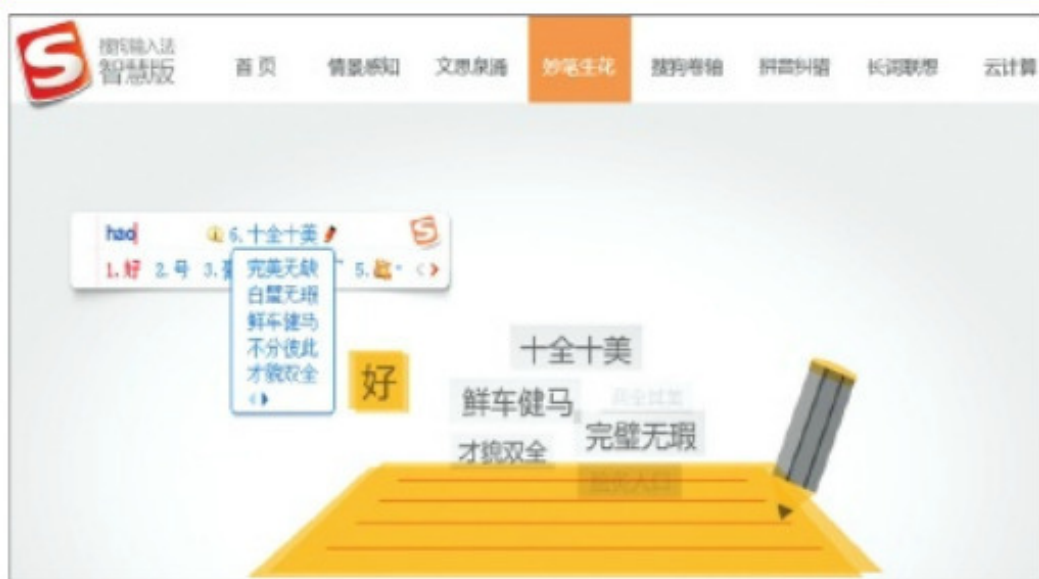 搜狗输入法
智慧版
首页 情景感知 文思泉涌 妙笔生花 搜狗卷轴 拼音纠错 长词联想 云计算
hao 6.十全十美
1.好 2.号 3. 5.
完美无缺
白璧无瑕
鲜车健马
不分彼此
才貌双全
好
十全十美
鲜车健马
完璧无瑕
才貌双全
脍炙人口